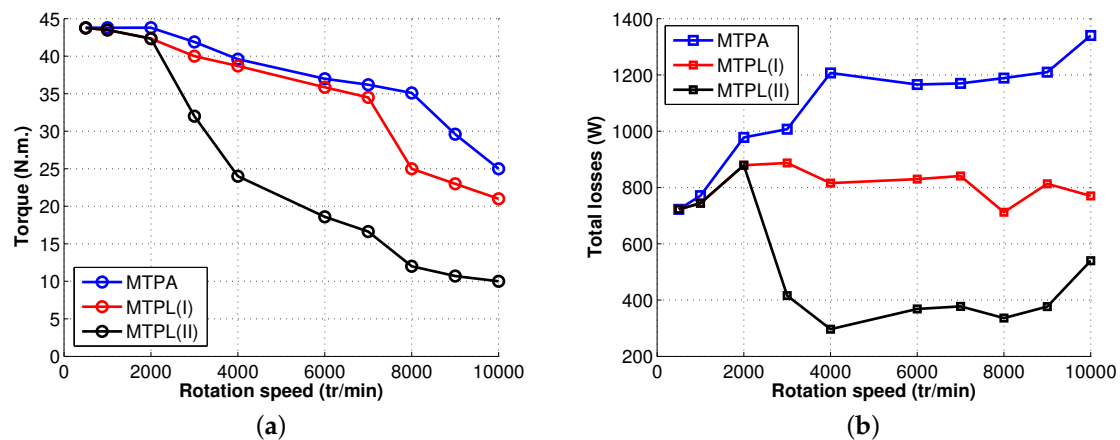 45
40
35
30
25
20
15
10
5
0
Torque (N.m.)
MTPA
MTPL(I)
MTPL(II)
0 2000 4000 6000 8000 10000
Rotation speed (tr/min)
(a)
1400
1200
1000
800
600
400
200
Total losses (W)
MTPA
MTPL(I)
MTPL(II)
0 2000 4000 6000 8000 10000
Rotation speed (tr/min)
(b)